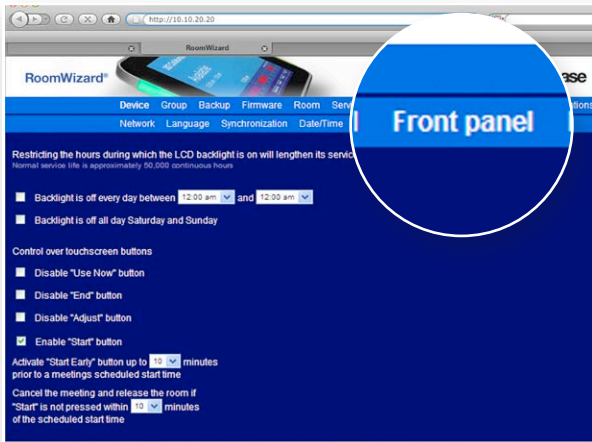 http://10.10.20.20
RoomWizard
RoomWizard®
Device Group Backup Firmware Room
Network Language Synchronization Date/Time
Front panel
Restricting the hours during which the LCD backlight is on will lengthen its
Normal service life is approximately 50,000 continuous hours
Backlight is off every day between 12:00 am and 12:00 am
Backlight is off all day Saturday and Sunday
Control over touchscreen buttons
Disable "Use Now" button
Disable "End" button
Disable "Adjust" button
Enable "Start" button
Activate "Start Early" button up to 10 minutes
prior to a meetings scheduled start time
Cancel the meeting and release the room if
"Start" is not pressed within 10 minutes
of the scheduled start time